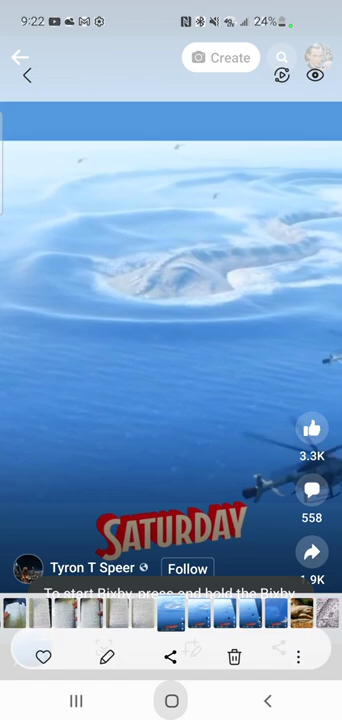 9:22
24%
Create
3.3K
558
SATURDAY
Tyron T Speer
Follow
1.9K
To start Bixby, press and hold the Bixby